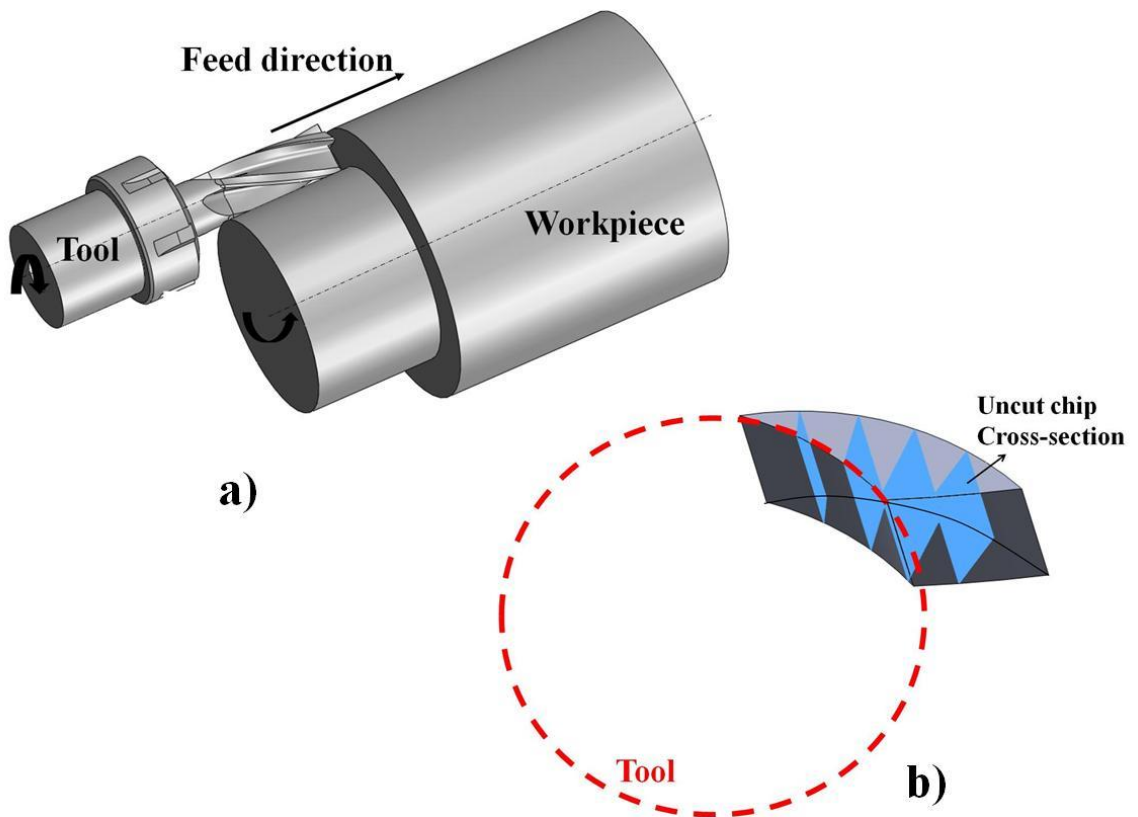 Feed direction
Tool
Workpiece
a)
Uncut chip
Cross-section
Tool
b)